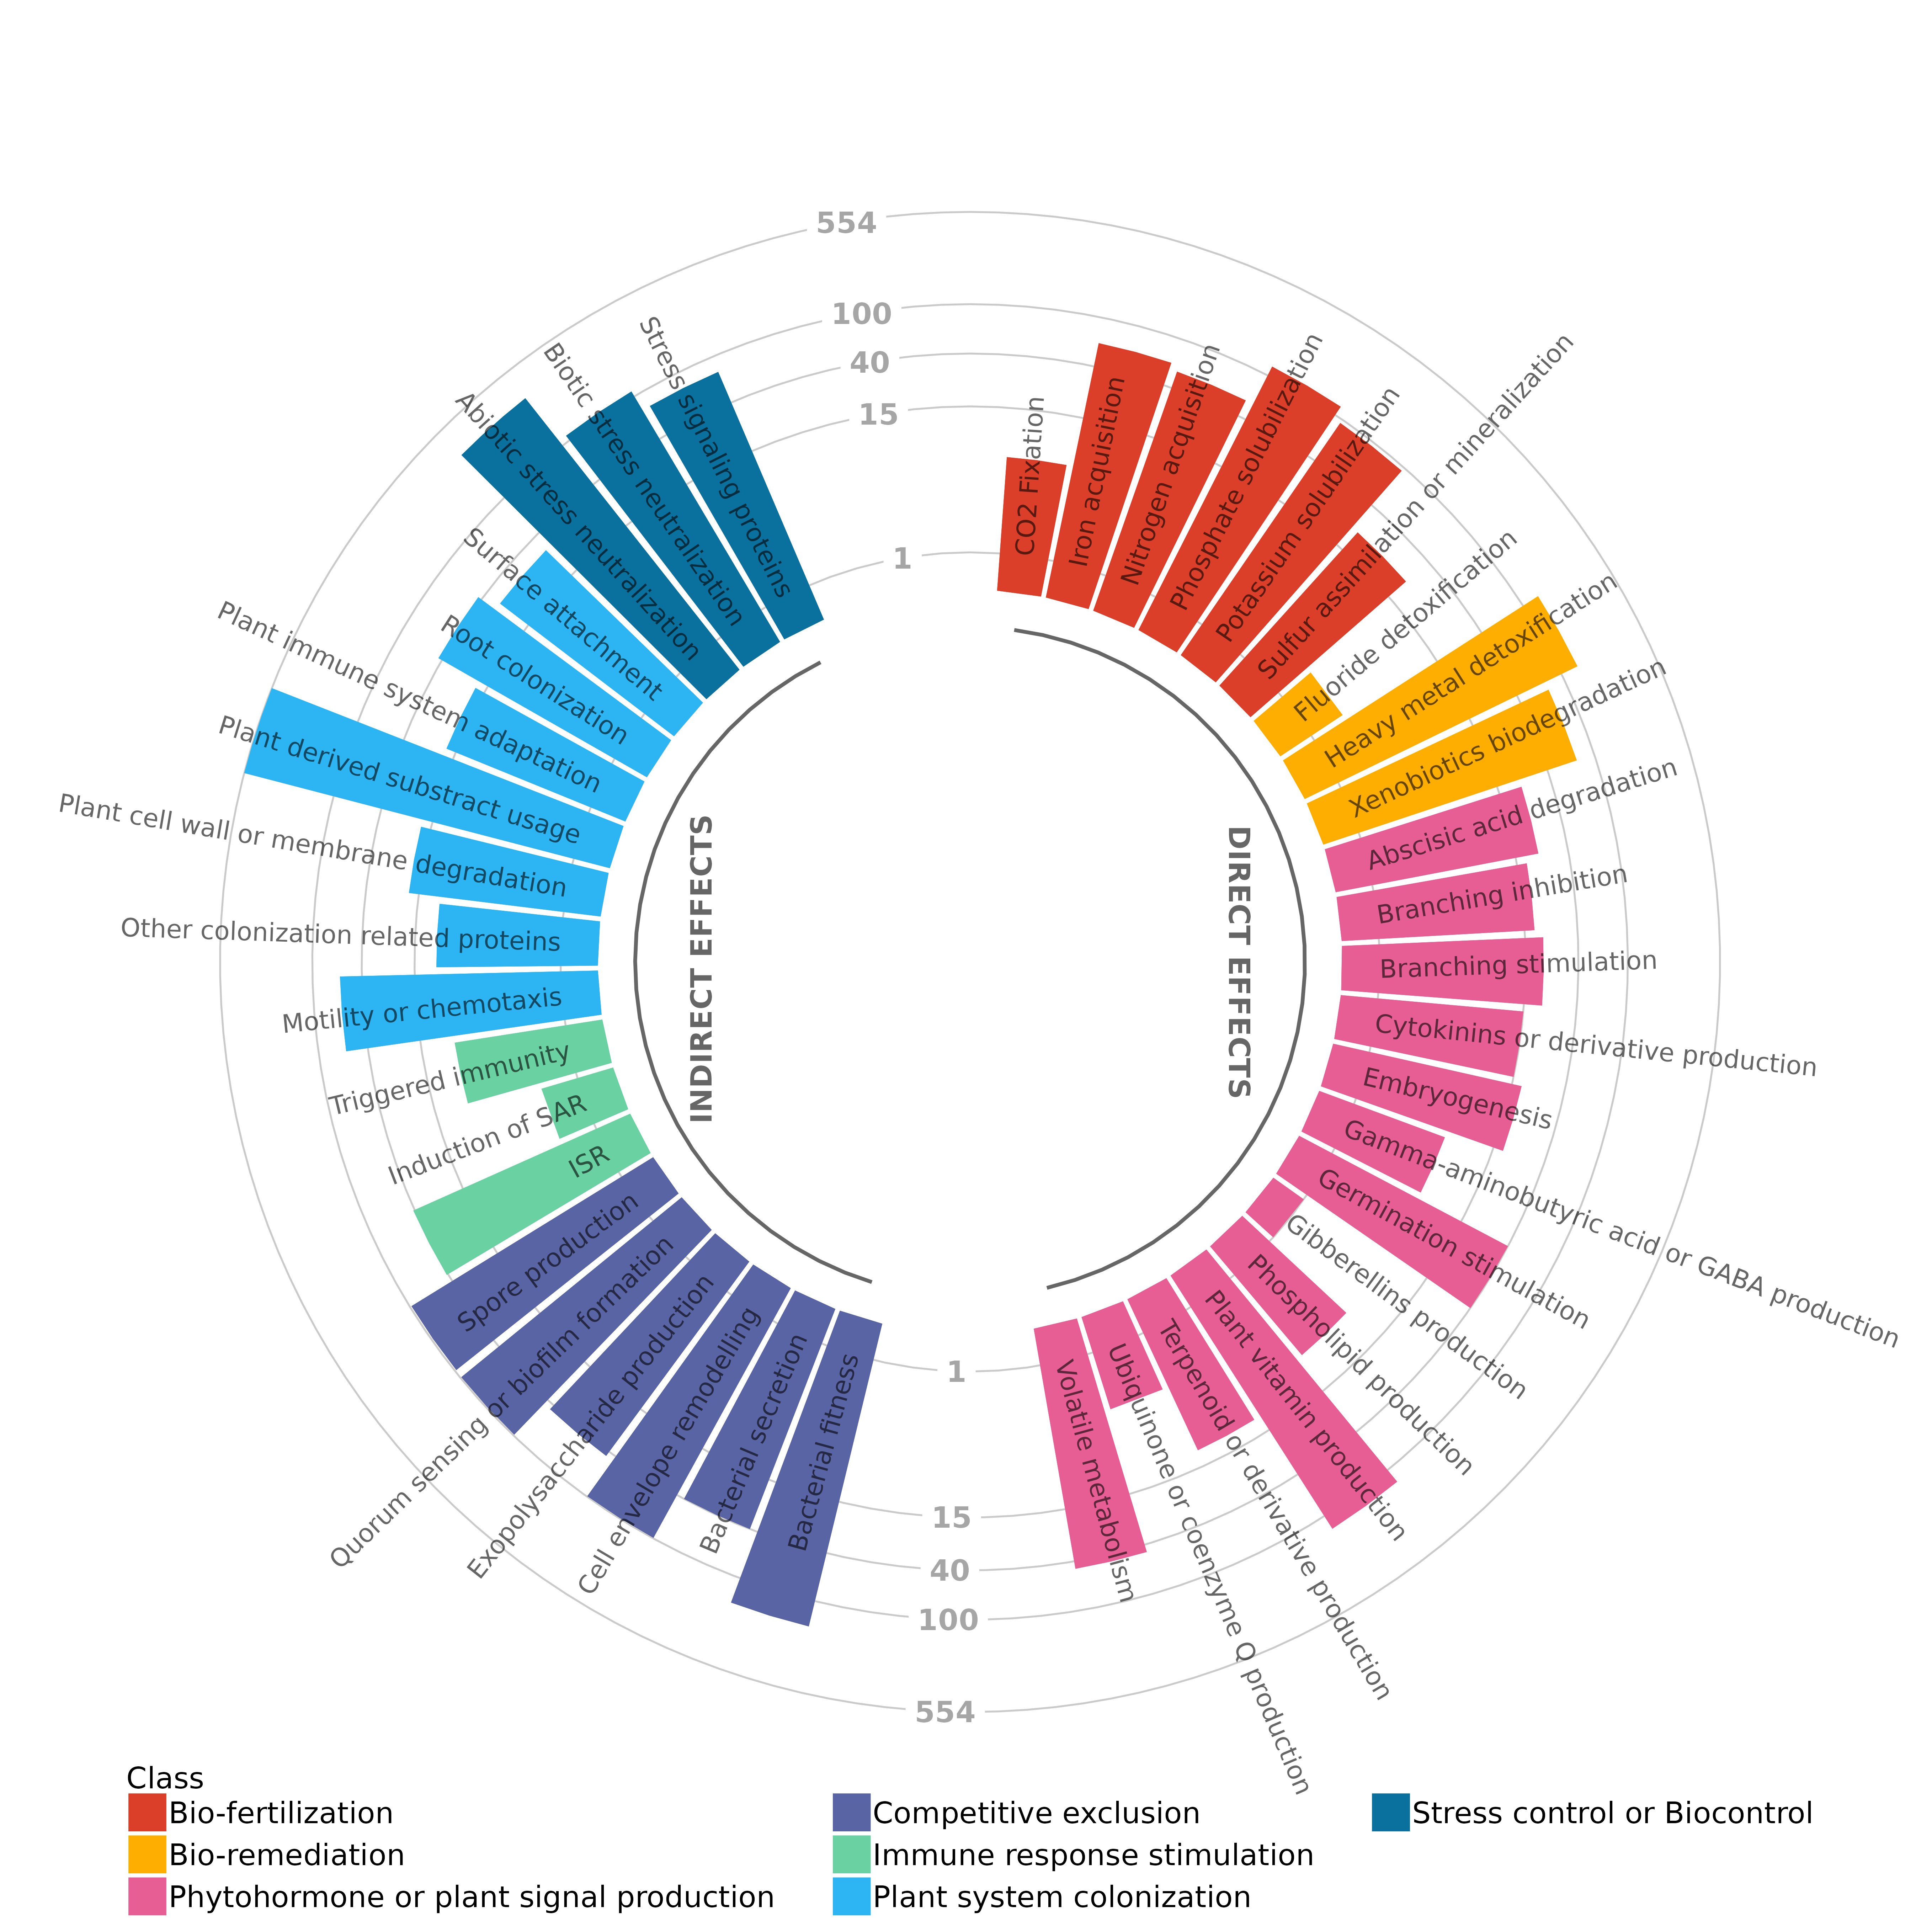 554
100
40
15
1
CO2 Fixation
Iron acquisition
Nitrogen acquisition
Phosphate solubilization
Potassium solubilization
Sulfur assimilation or mineralization
Fluoride detoxification
Heavy metal detoxification
Xenobiotics biodegradation
Abscisic acid degradation
Branching inhibition
Branching stimulation
Cytokinins or derivative production
Embryogenesis
Gamma-aminobutyric acid or GABA production
Germination stimulation
Gibberellins production
Phospholipid production
Plant vitamin production
Terpenoid or derivative production
Ubiquinone or coenzyme Q production
Volatile metabolism
DIRECT EFFECTS
1
15
40
100
554
Bacterial fitness
Bacterial secretion
Cell envelope remodelling
Exopolysaccharide production
Quorum sensing or biofilm formation
Spore production
ISR
Induction of SAR
Triggered immunity
Motility or chemotaxis
Other colonization related proteins
Plant cell wall or membrane degradation
Plant derived substract usage
Plant immune system adaptation
Root colonization
Surface attachment
Abiotic stress neutralization
Biotic stress neutralization
Stress signaling proteins
INDIRECT EFFECTS
Class
Bio-fertilization
Bio-remediation
Phytohormone or plant signal production
Competitive exclusion
Immune response stimulation
Plant system colonization
Stress control or Biocontrol